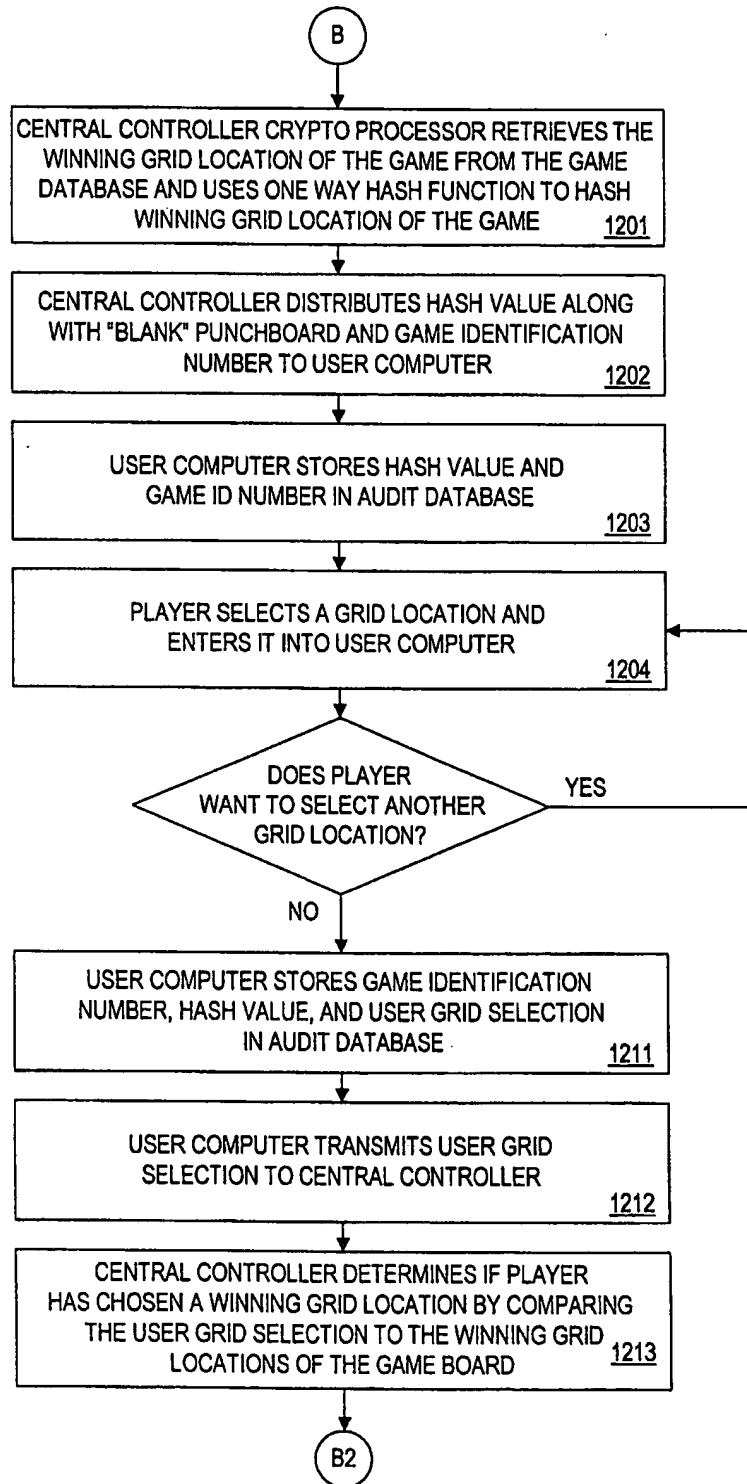 B
CENTRAL CONTROLLER CRYPTO PROCESSOR RETRIEVES THE
WINNING GRID LOCATION OF THE GAME FROM THE GAME
DATABASE AND USES ONE WAY HASH FUNCTION TO HASH
WINNING GRID LOCATION OF THE GAME
1201
CENTRAL CONTROLLER DISTRIBUTES HASH VALUE ALONG
WITH "BLANK" PUNCHBOARD AND GAME IDENTIFICATION
NUMBER TO USER COMPUTER
1202
USER COMPUTER STORES HASH VALUE AND
GAME ID NUMBER IN AUDIT DATABASE
1203
PLAYER SELECTS A GRID LOCATION AND
ENTERS IT INTO USER COMPUTER
1204
DOES PLAYER
WANT TO SELECT ANOTHER
GRID LOCATION?
YES
NO
USER COMPUTER STORES GAME IDENTIFICATION
NUMBER, HASH VALUE, AND USER GRID SELECTION
IN AUDIT DATABASE
1211
USER COMPUTER TRANSMITS USER GRID
SELECTION TO CENTRAL CONTROLLER
1212
CENTRAL CONTROLLER DETERMINES IF PLAYER
HAS CHOSEN A WINNING GRID LOCATION BY COMPARING
THE USER GRID SELECTION TO THE WINNING GRID
LOCATIONS OF THE GAME BOARD
1213
B2